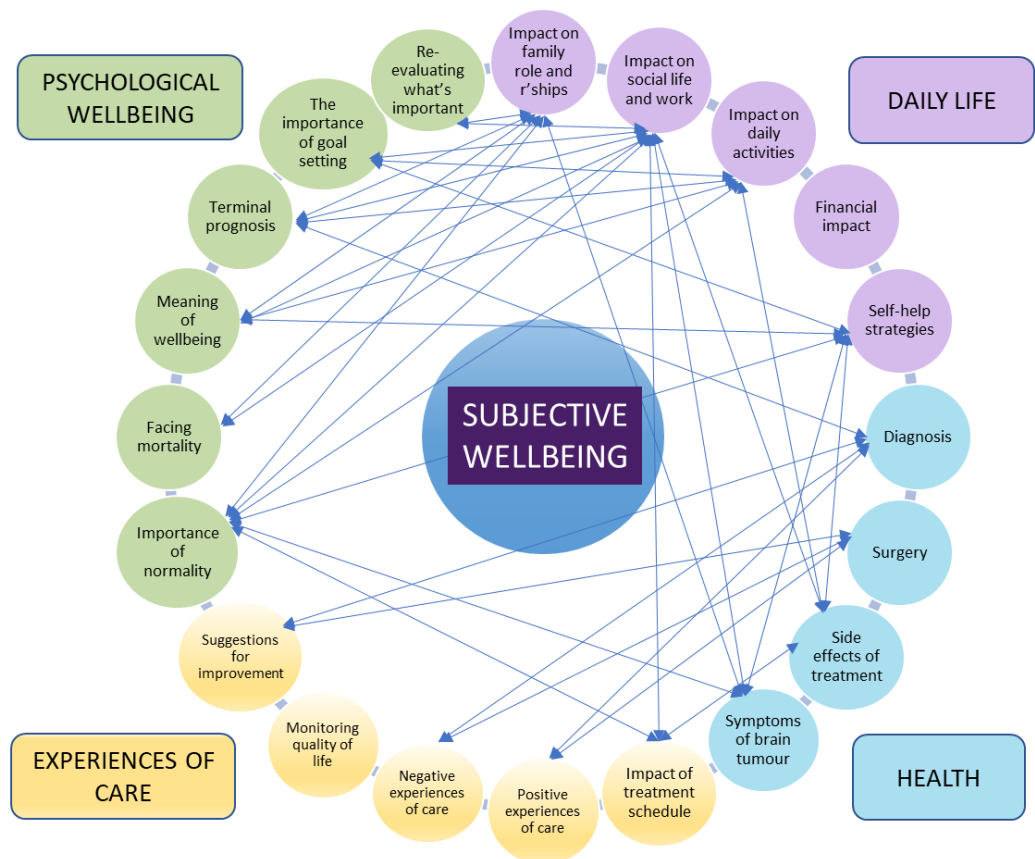 PSYCHOLOGICAL
WELLBEING
DAILY LIFE
Re-
evaluating
what's
important
Impact on
family
role and
r'ships
Impact on
social life
and work
Impact on
daily
activities
Financial
impact
Self-help
strategies
Diagnosis
Surgery
Side
effects of
treatment
Symptoms
of brain
tumour
Impact of
treatment
schedule
Positive
experiences
of care
Negative
experiences
of care
Monitoring
quality of
life
Suggestions
for
improvement
Importance
of
normality
Facing
mortality
Meaning
of
wellbeing
Terminal
prognosis
The
importance
of goal
setting
SUBJECTIVE
WELLBEING
EXPERIENCES OF
CARE
HEALTH